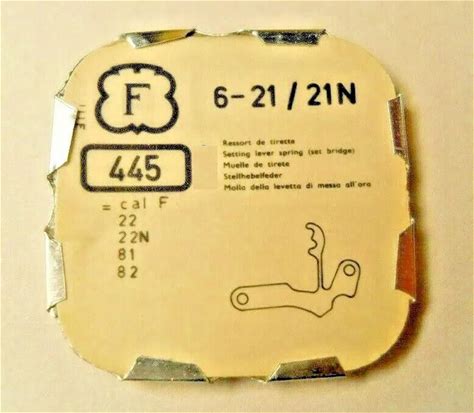 F
6-21 / 21N
445
Ressort de tirette
Setting lever spring (set bridge)
Muelle de tirete
Stellhebelfeder
Molla della levetta di messa all'ora
= cal F
22
22N
81
82